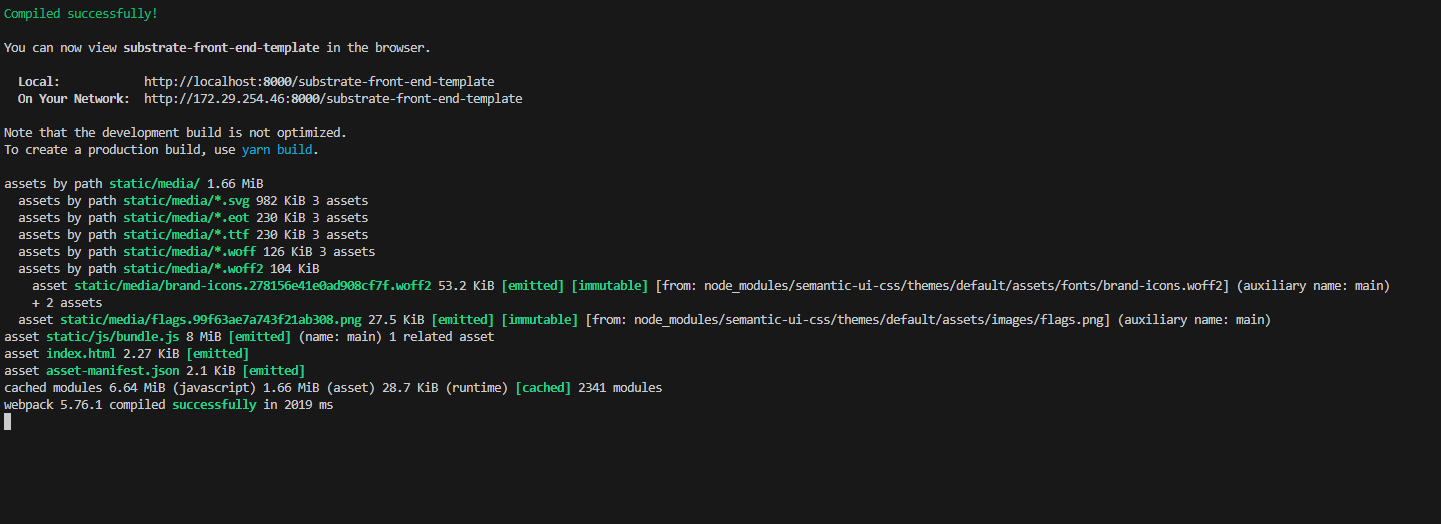 Compiled successfully!
You can now view substrate-front-end-template in the browser.
Local: http://localhost:8000/substrate-front-end-template
On Your Network: http://172.29.254.46:8000/substrate-front-end-template
Note that the development build is not optimized.
To create a production build, use yarn build.
assets by path static/media/ 1.66 MiB
assets by path static/media/*.svg 982 KiB 3 assets
assets by path static/media/*.eot 230 KiB 3 assets
assets by path static/media/*.ttf 230 KiB 3 assets
assets by path static/media/*.woff 126 KiB 3 assets
assets by path static/media/*.woff2 104 KiB
asset static/media/brand-icons.278156e41e0ad908cf7f.woff2 53.2 KiB [emitted] [immutable] [from: node_modules/semantic-ui-css/themes/default/assets/fonts/brand-icons.woff2] (auxiliary name: main)
+ 2 assets
asset static/media/flags.99f63ae7a743f21ab308.png 27.5 KiB [emitted] [immutable] [from: node_modules/semantic-ui-css/themes/default/assets/images/flags.png] (auxiliary name: main)
asset static/js/bundle.js 8 MiB [emitted] (name: main) 1 related asset
asset index.html 2.27 KiB [emitted]
asset asset-manifest.json 2.1 KiB [emitted]
cached modules 6.64 MiB (javascript) 1.66 MiB (asset) 28.7 KiB (runtime) [cached] 2341 modules
webpack 5.76.1 compiled successfully in 2019 ms